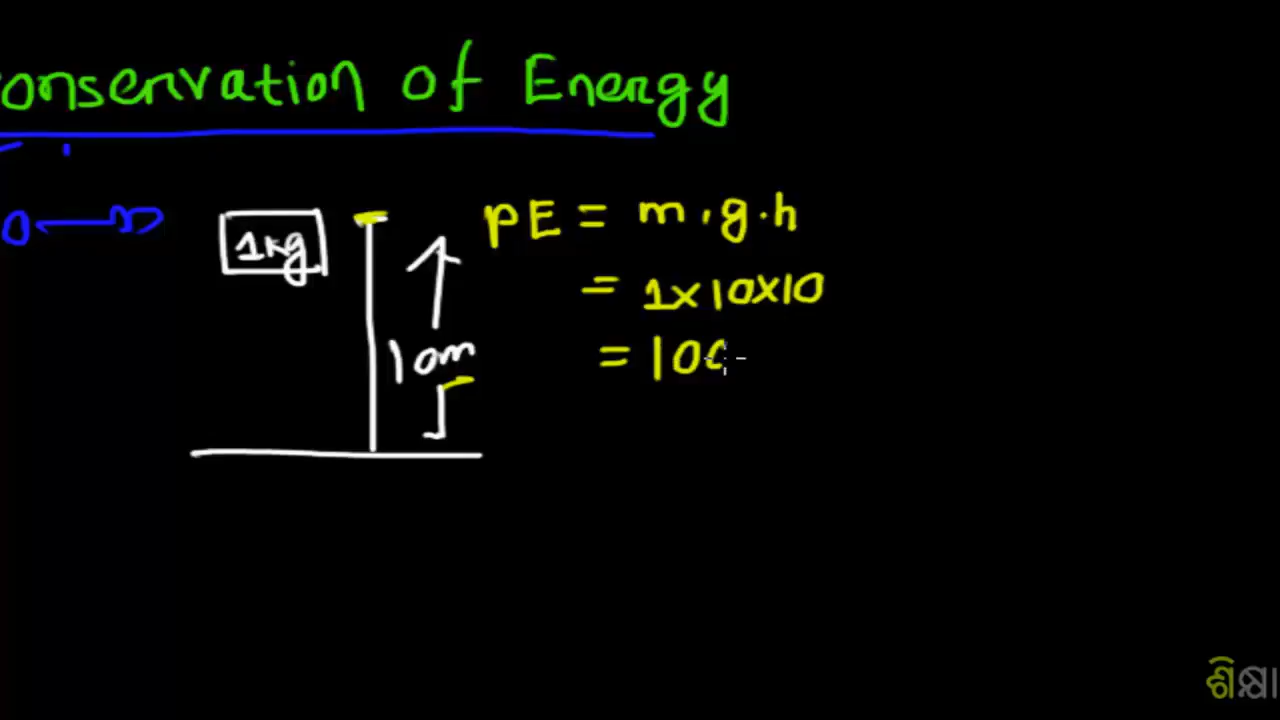 onservation of Energy
1kg
10m
PE = m.g.h
= 1x10x10
= 100
ଶିକ୍ଷା